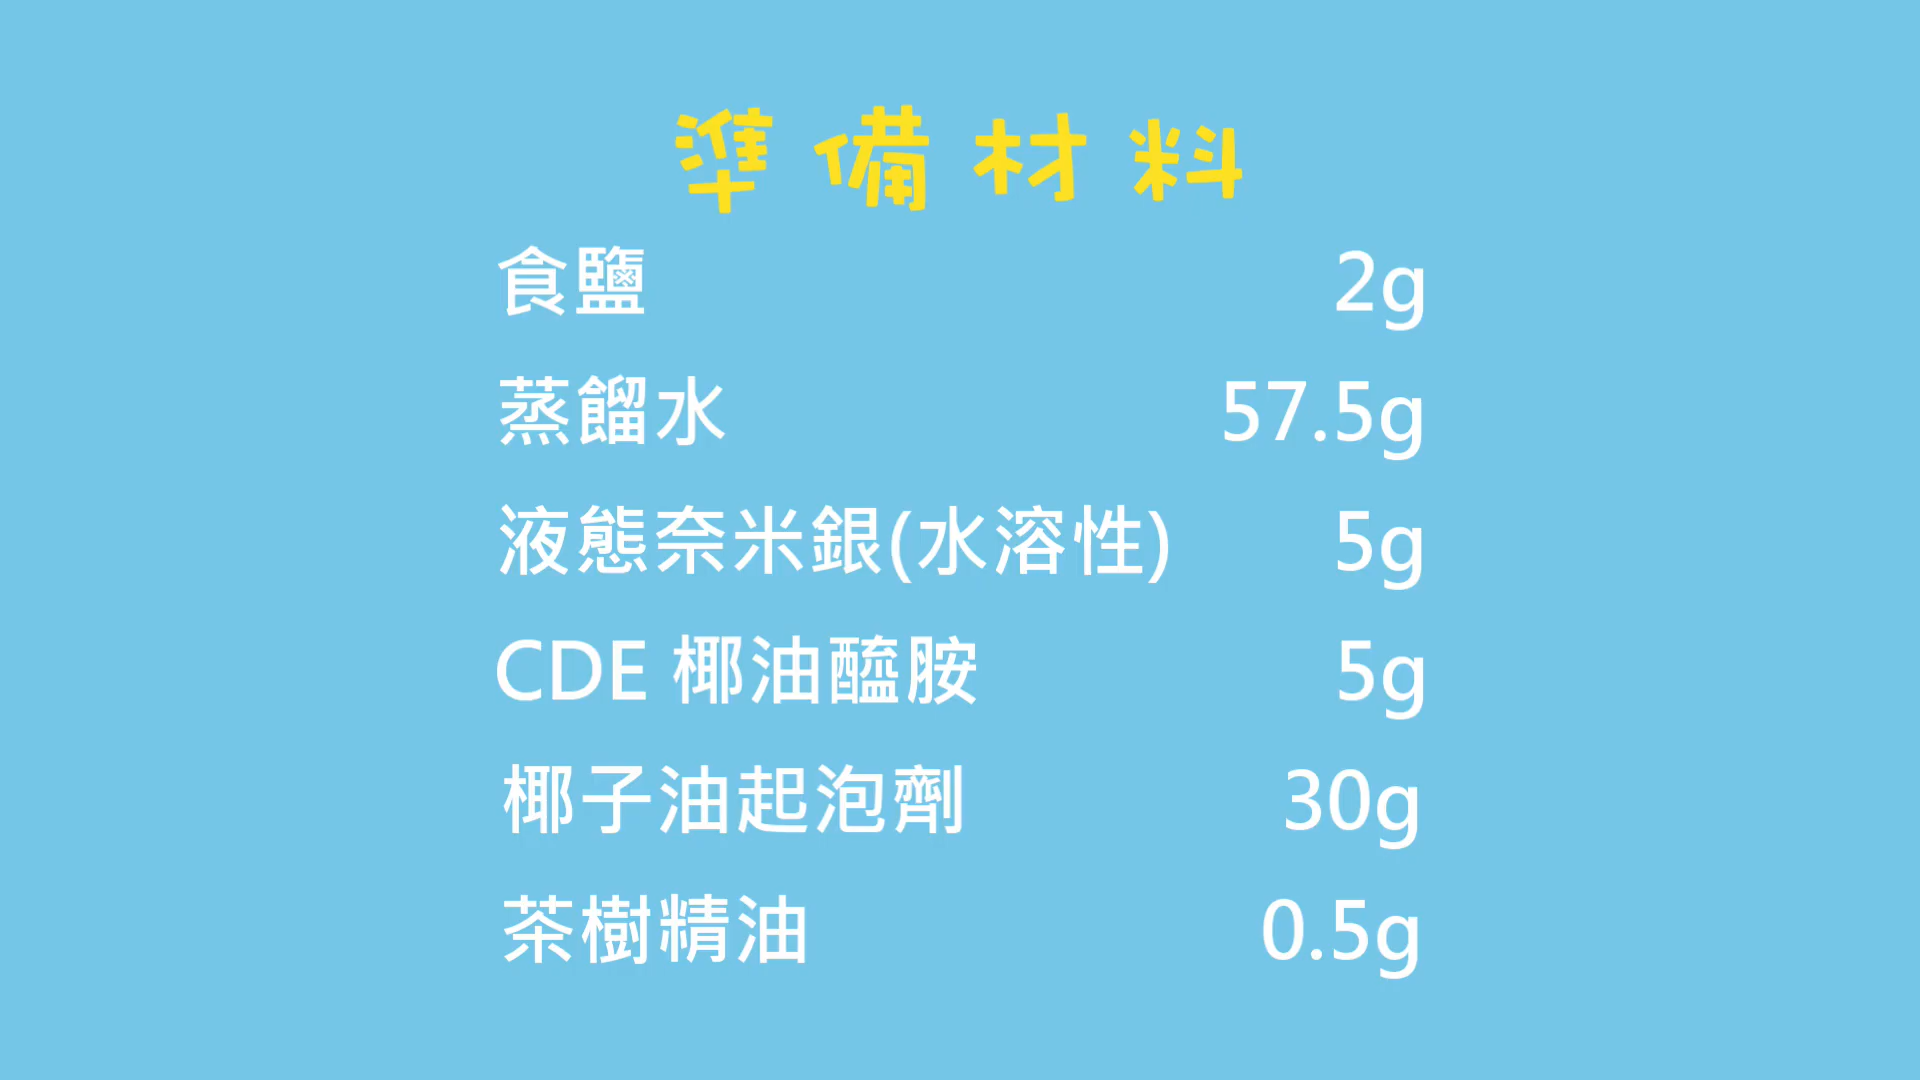 準備材料
食鹽 2g
蒸餾水 57.5g
液態奈米銀(水溶性) 5g
CDE 椰油醯胺 5g
椰子油起泡劑 30g
茶樹精油 0.5g